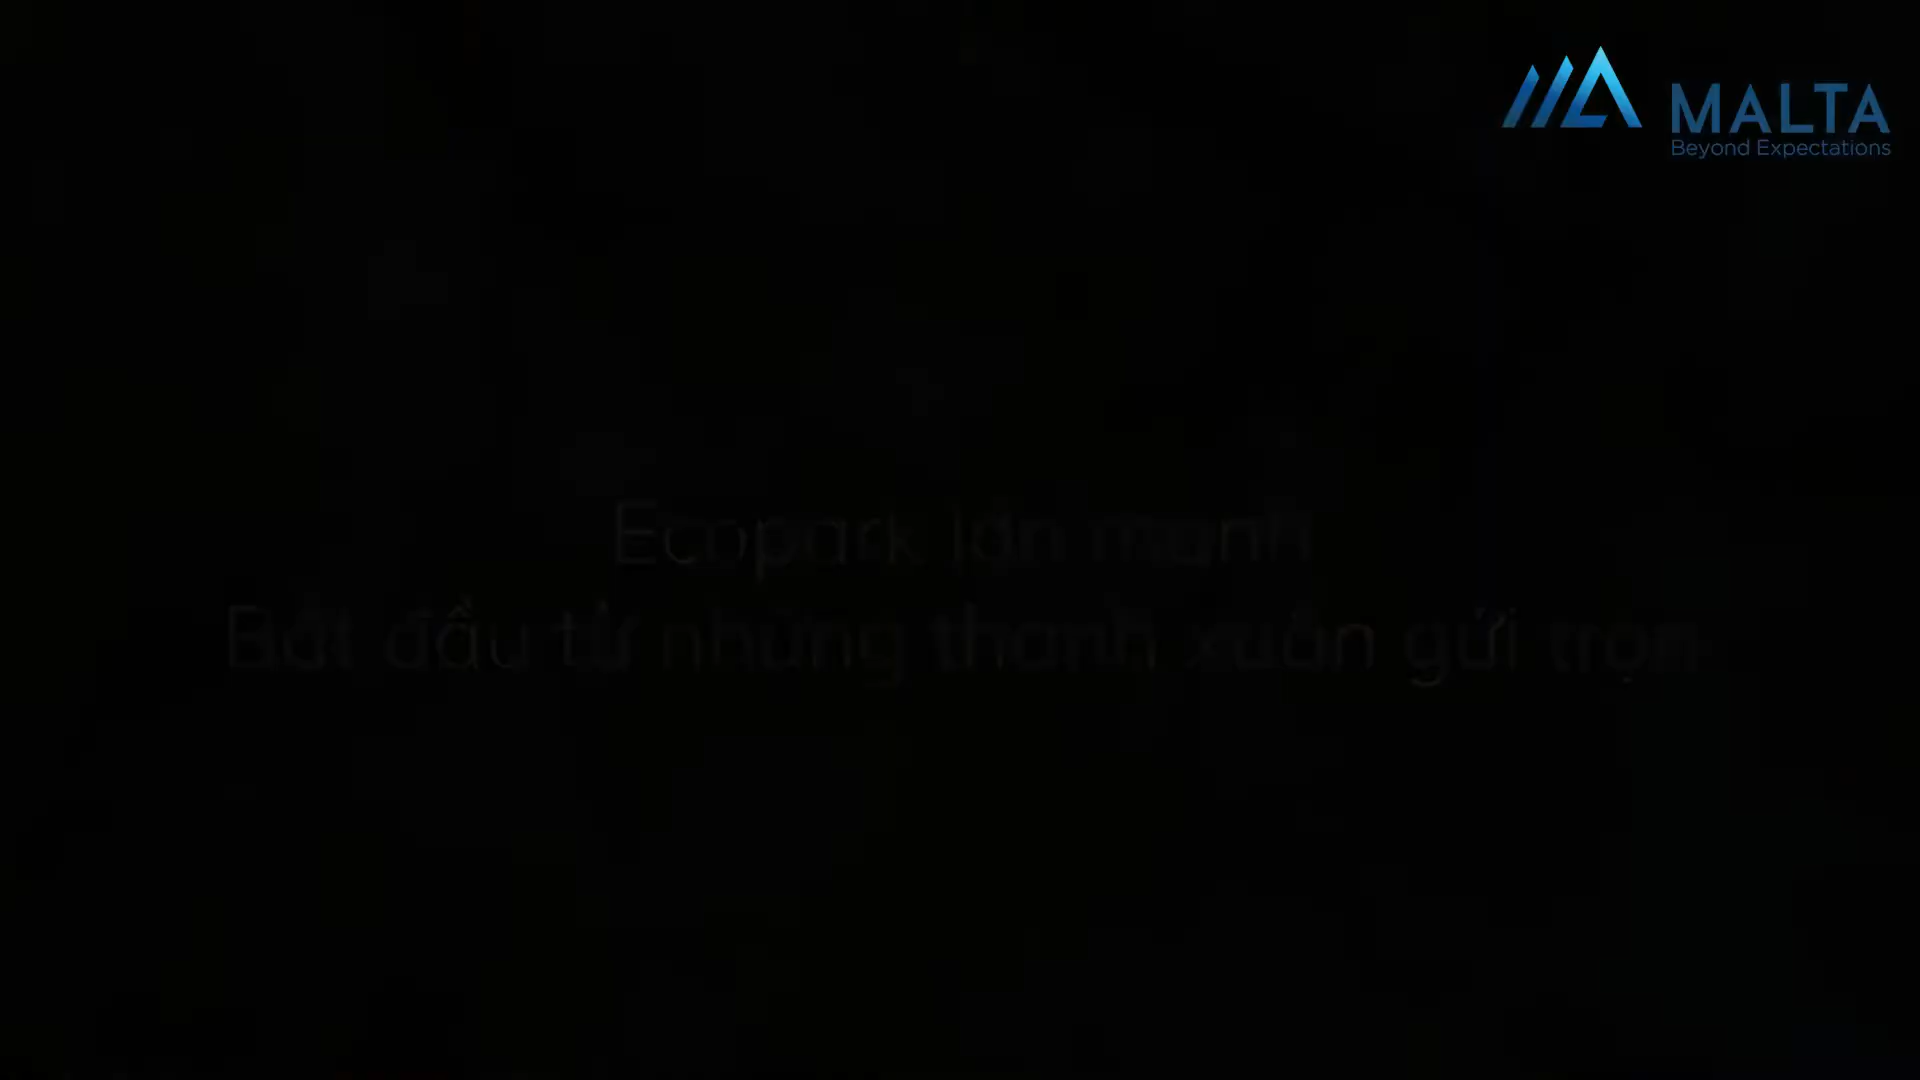 MALTA
Beyond Expectations
Ecopark lớn mạnh
Bắt đầu từ những thanh xuân gửi trọn